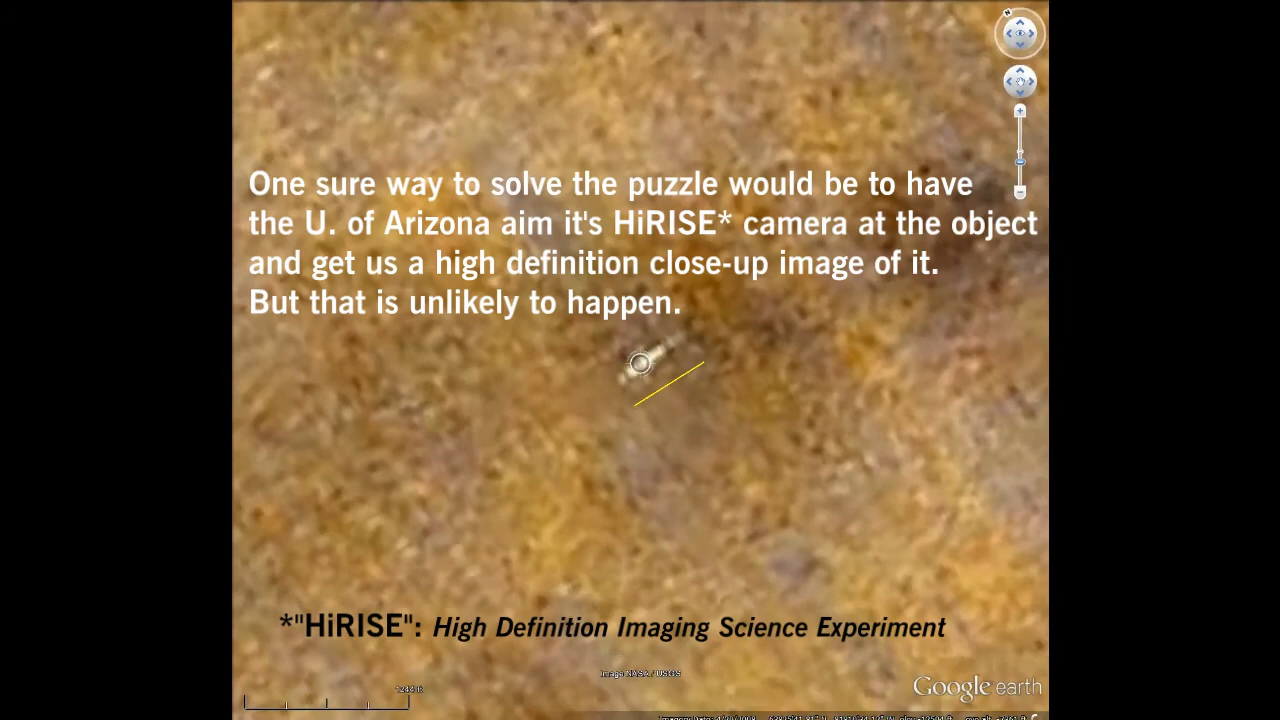 One sure way to solve the puzzle would be to have
the U. of Arizona aim it's HiRISE* camera at the object
and get us a high definition close-up image of it.
But that is unlikely to happen.
*"HiRISE": High Definition Imaging Science Experiment
Image NASA / USGS
Google earth
1244 ft